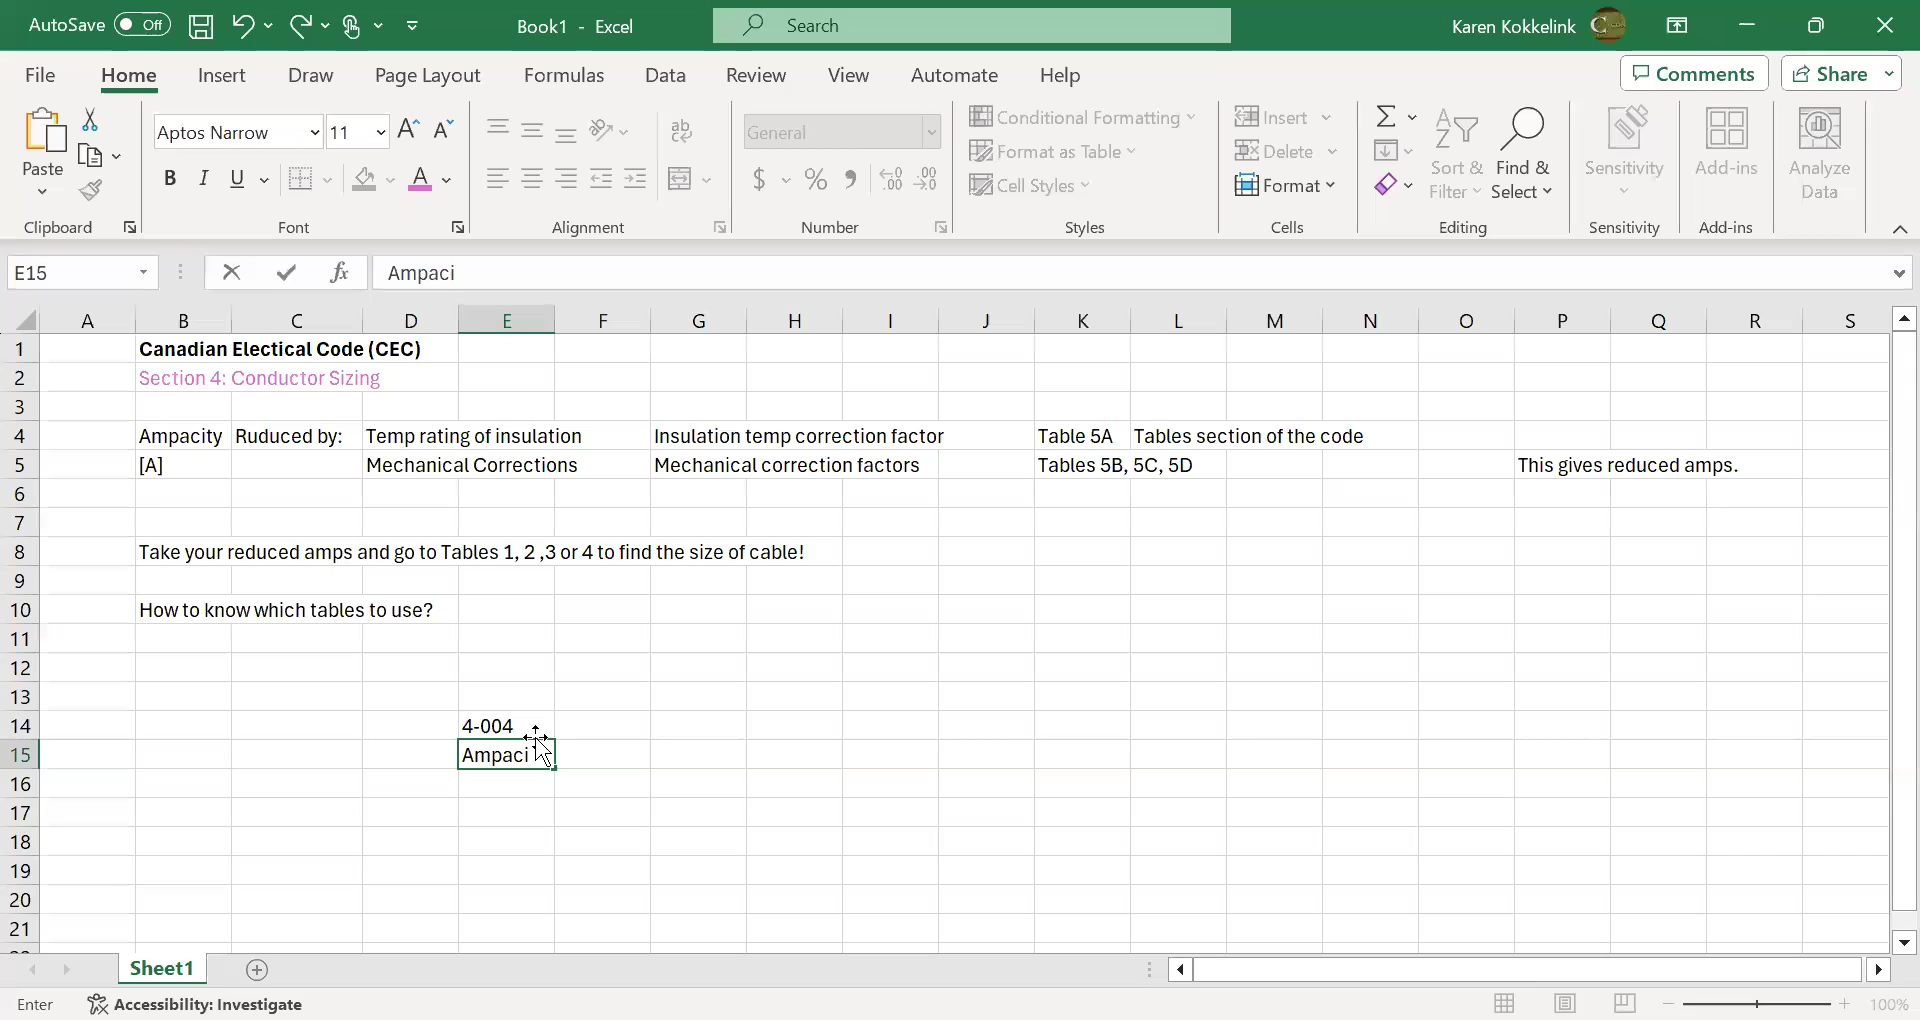 AutoSave Off Book1 - Excel Search Karen Kokkelink
File Home Insert Draw Page Layout Formulas Data Review View Automate Help Comments Share
Paste
Clipboard
Aptos Narrow 11
B I U A
Font
ab
Alignment
General
$ % 9 .00 .00
Number
Conditional Formatting
Format as Table
Cell Styles
Styles
Insert
Delete
Format
Cells
Sort & Filter
Find & Select
Editing
Sensitivity
Sensitivity
Add-ins
Add-ins
Analyze Data
E15 fx Ampaci
A B C D E F G H I J K L M N O P Q R S
1 Canadian Electical Code (CEC)
2 Section 4: Conductor Sizing
3
4 Ampacity Ruduced by: Temp rating of insulation Insulation temp correction factor Table 5A Tables section of the code
5 [A] Mechanical Corrections Mechanical correction factors Tables 5B, 5C, 5D This gives reduced amps.
6
7
8 Take your reduced amps and go to Tables 1, 2 ,3 or 4 to find the size of cable!
9
10 How to know which tables to use?
11
12
13
14 4-004
15 Ampaci
16
17
18
19
20
21
Sheet1
Enter Accessibility: Investigate 100%